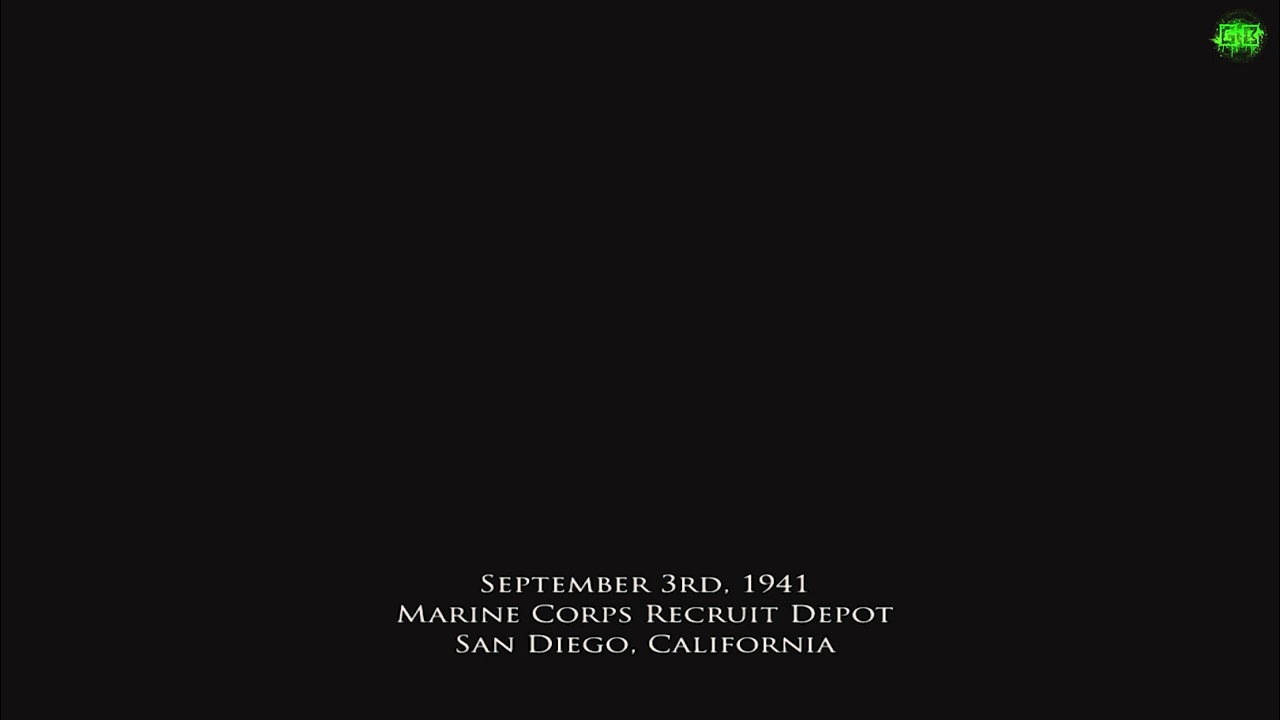 September 3rd, 1941
Marine Corps Recruit Depot
San Diego, California